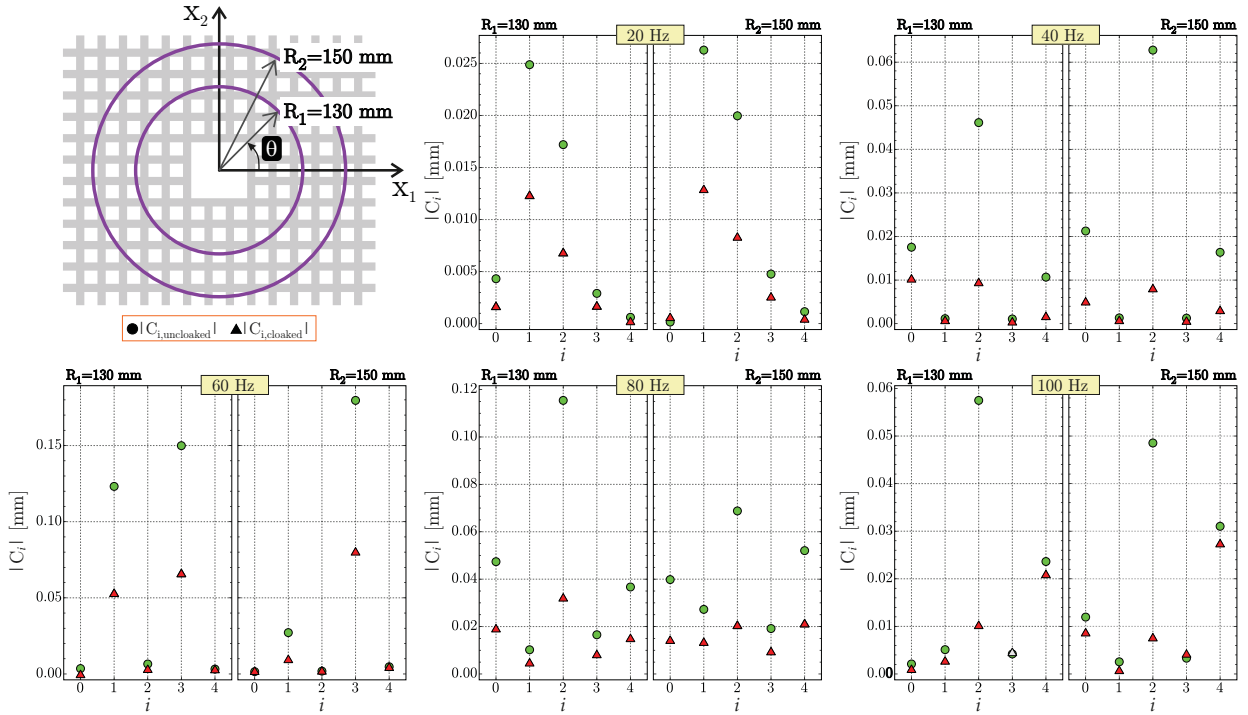 X2
R2=150 mm
R1=130 mm
θ
X1
|Ci,uncloaked| |Ci,cloaked|
R1=130 mm 20 Hz R2=150 mm
|Ci| [mm]
0.025
0.020
0.015
0.010
0.005
0.000
0 1 2 3 4 0 1 2 3 4
i i
R1=130 mm 40 Hz R2=150 mm
|Ci| [mm]
0.06
0.05
0.04
0.03
0.02
0.01
0.00
0 1 2 3 4 0 1 2 3 4
i i
R1=130 mm 60 Hz R2=150 mm
|Ci| [mm]
0.15
0.10
0.05
0.00
0 1 2 3 4 0 1 2 3 4
i i
R1=130 mm 80 Hz R2=150 mm
|Ci| [mm]
0.12
0.12
0.10
0.08
0.06
0.04
0.02
0.00
0 1 2 3 4 0 1 2 3 4
i i
R1=130 mm 100 Hz R2=150 mm
|Ci| [mm]
0.06
0.05
0.04
0.03
0.02
0.01
0.00
0 1 2 3 4 0 1 2 3 4
i i